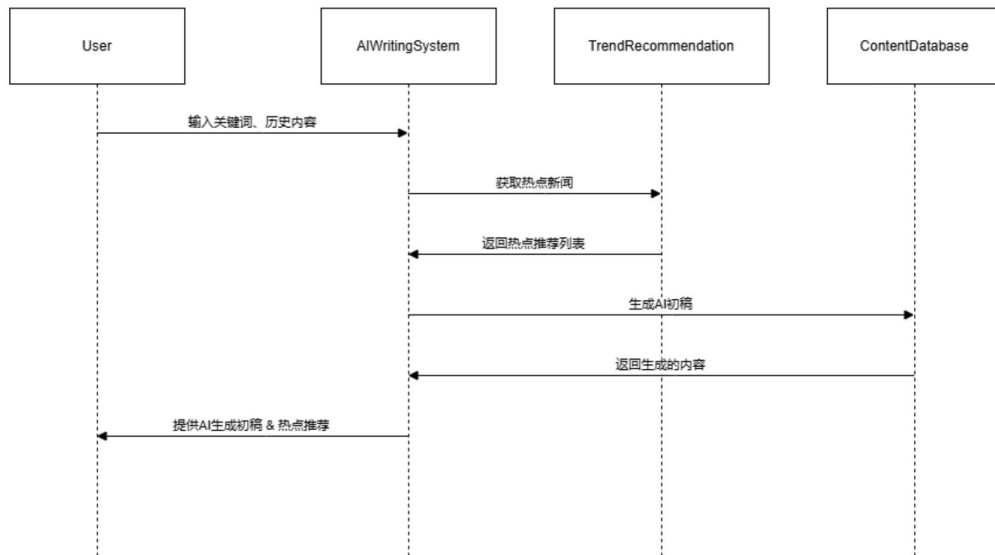 User
AIWritingSystem
TrendRecommendation
ContentDatabase
输入关键词、历史内容
获取热点新闻
返回热点推荐列表
生成AI初稿
返回生成的内容
提供AI生成初稿 & 热点推荐